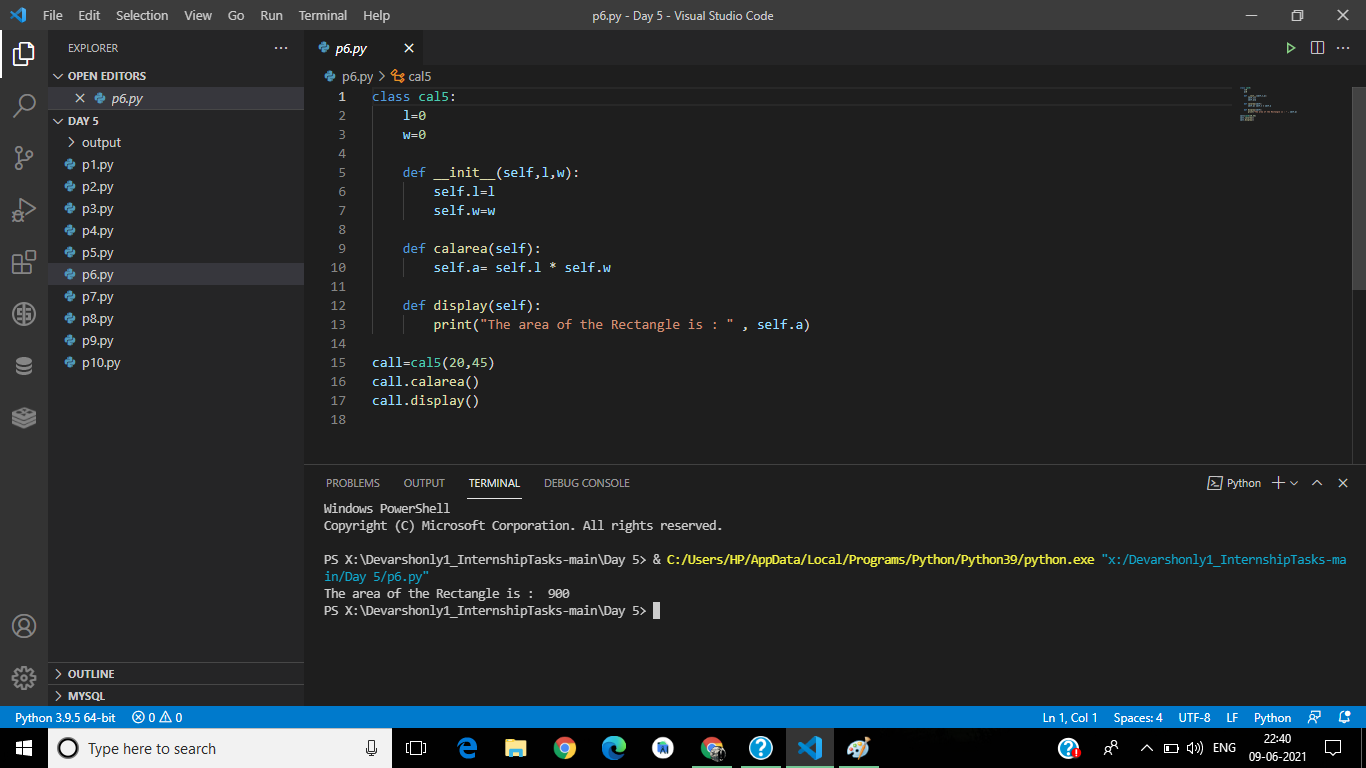 File Edit Selection View Go Run Terminal Help
p6.py - Day 5 - Visual Studio Code
EXPLORER
OPEN EDITORS
p6.py
DAY 5
output
p1.py
p2.py
p3.py
p4.py
p5.py
p6.py
p7.py
p8.py
p9.py
p10.py
OUTLINE
MYSQL
p6.py
p6.py > cal5
1 class cal5:
2     l=0
3     w=0
4
5     def __init__(self,l,w):
6         self.l=l
7         self.w=w
8
9     def calarea(self):
10         self.a= self.l * self.w
11
12     def display(self):
13         print("The area of the Rectangle is : " , self.a)
14
15 call=cal5(20,45)
16 call.calarea()
17 call.display()
18
PROBLEMS OUTPUT TERMINAL DEBUG CONSOLE
Python
Windows PowerShell
Copyright (C) Microsoft Corporation. All rights reserved.
PS X:\Devarshonly1_InternshipTasks-main\Day 5> & C:/Users/HP/AppData/Local/Programs/Python/Python39/python.exe "x:/Devarshonly1_InternshipTasks-ma
in/Day 5/p6.py"
The area of the Rectangle is :  900
PS X:\Devarshonly1_InternshipTasks-main\Day 5>
Python 3.9.5 64-bit 0 0
Ln 1, Col 1 Spaces: 4 UTF-8 LF Python
Type here to search
ENG
22:40
09-06-2021